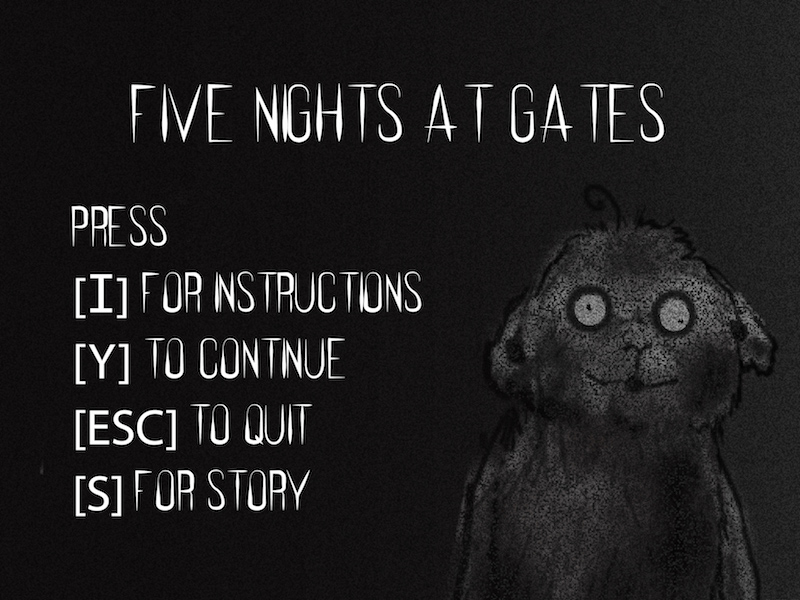 FIVE NIGHTS AT GATES
PRESS
[I] FOR INSTRUCTIONS
[Y] TO CONTINUE
[ESC] TO QUIT
[S] FOR STORY